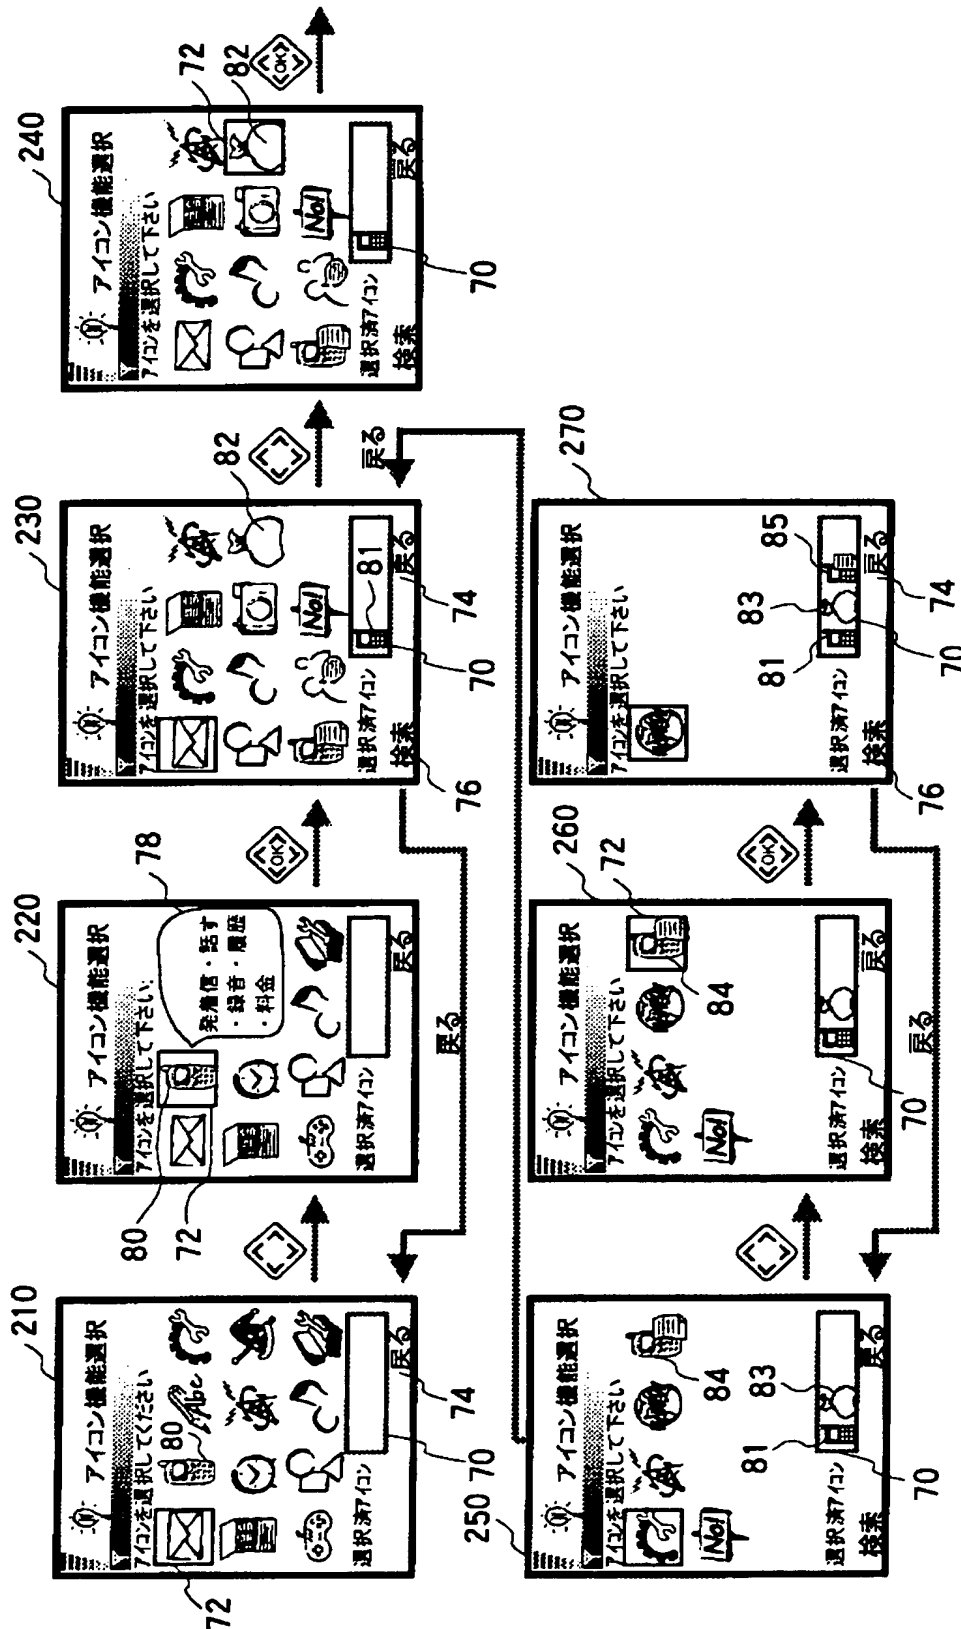 210
アイコン機能選択
アイコンを選択してください
80
Abc
選択済アイコン
戻る
72
70
74
220
アイコン機能選択
アイコンを選択して下さい
発着信・話す
・録音・履歴
・料金
78
80
72
選択済アイコン
戻る
OK
戻る
230
アイコン機能選択
アイコンを選択して下さい
82
No!
81
選択済アイコン
検索 戻る
76
70
74
戻る
240
アイコン機能選択
アイコンを選択して下さい
72
82
No!
選択済アイコン
検索 戻る
70
OK
250
アイコン機能選択
アイコンを選択して下さい
84
No!
81
83
選択済アイコン
検索 戻る
70
260
アイコン機能選択
アイコンを選択して下さい
72
84
No!
選択済アイコン
検索 戻る
70
OK
戻る
270
アイコン機能選択
アイコンを選択して下さい
81
83
85
選択済アイコン
検索 戻る
76
70
74